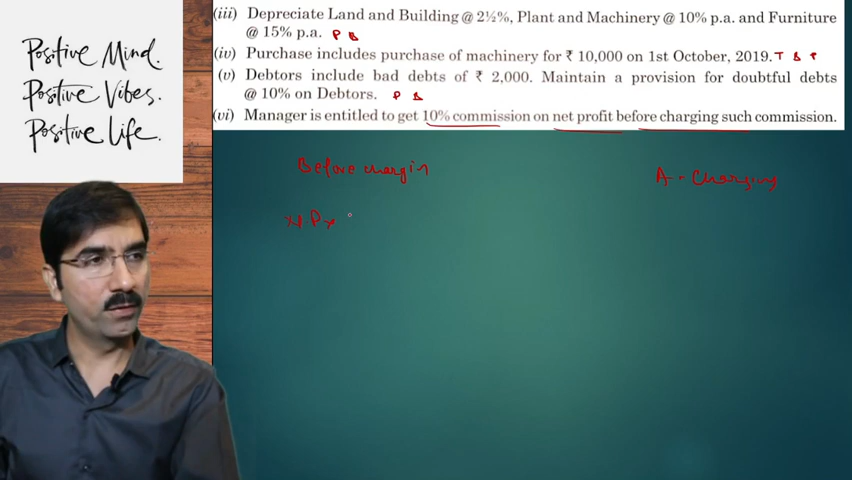 Positive Mind.
Positive Vibes.
Positive Life.
(iii) Depreciate Land and Building @ 2½%, Plant and Machinery @ 10% p.a. and Furniture
@ 15% p.a. P B
(iv) Purchase includes purchase of machinery for ₹ 10,000 on 1st October, 2019. T B P
(v) Debtors include bad debts of ₹ 2,000. Maintain a provision for doubtful debts
@ 10% on Debtors. P B
(vi) Manager is entitled to get 10% commission on net profit before charging such commission.
Before chargin
A. Charging
NPx